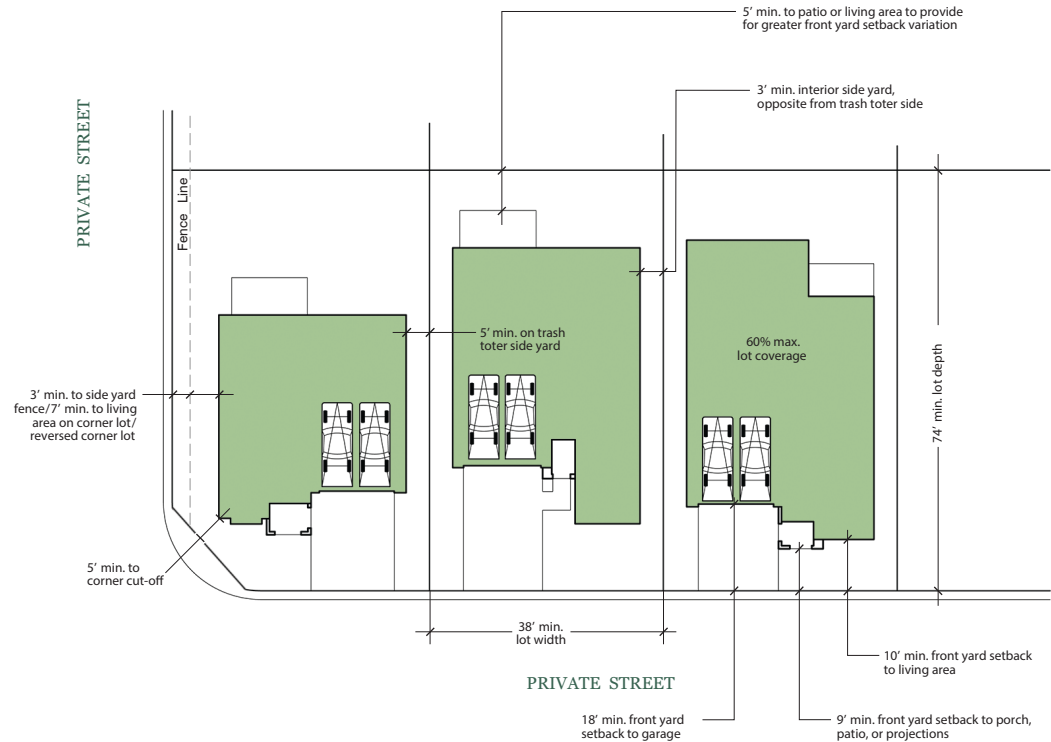 5’ min. to patio or living area to provide
for greater front yard setback variation
3’ min. interior side yard,
opposite from trash toter side
PRIVATE STREET
Fence Line
5’ min. on trash
toter side yard
60% max.
lot coverage
74’ min. lot depth
3’ min. to side yard
fence/7’ min. to living
area on corner lot/
reversed corner lot
5’ min. to
corner cut-off
38’ min.
lot width
10’ min. front yard setback
to living area
PRIVATE STREET
18’ min. front yard
setback to garage
9’ min. front yard setback to porch,
patio, or projections